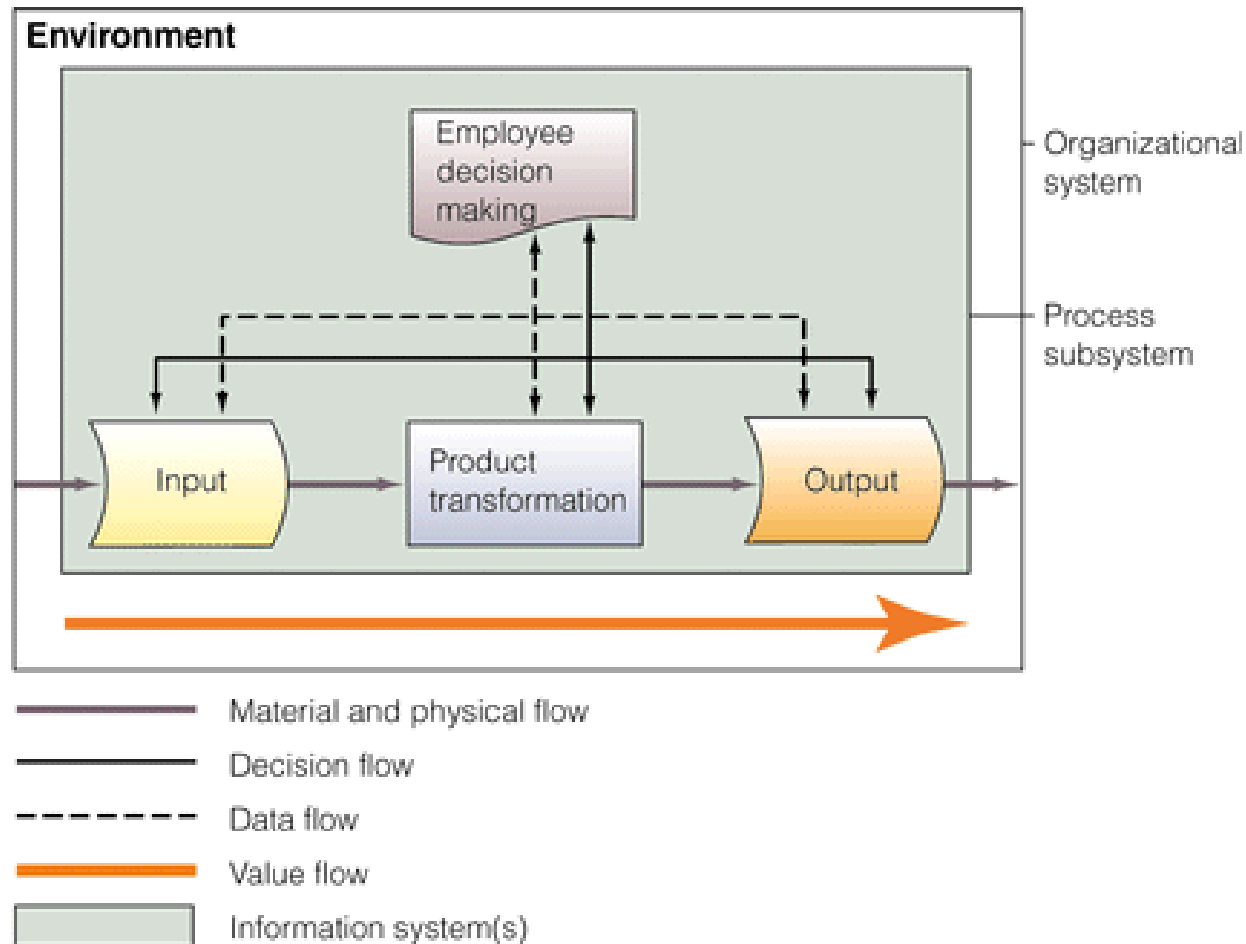 Environment
Employee
decision
making
Organizational
system
Process
subsystem
Input
Product
transformation
Output
Material and physical flow
Decision flow
Data flow
Value flow
Information system(s)